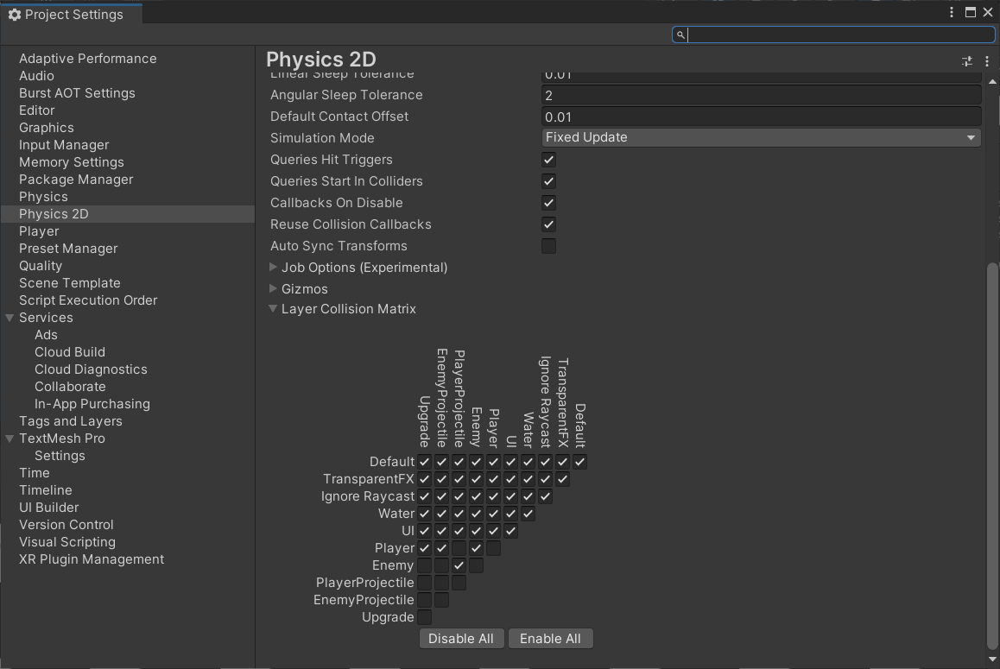 Project Settings
Adaptive Performance
Audio
Burst AOT Settings
Editor
Graphics
Input Manager
Memory Settings
Package Manager
Physics
Physics 2D
Player
Preset Manager
Quality
Scene Template
Script Execution Order
Services
Ads
Cloud Build
Cloud Diagnostics
Collaborate
In-App Purchasing
Tags and Layers
TextMesh Pro
Settings
Time
Timeline
UI Builder
Version Control
Visual Scripting
XR Plugin Management
Physics 2D
Linear Sleep Tolerance 0.01
Angular Sleep Tolerance 2
Default Contact Offset 0.01
Simulation Mode Fixed Update
Queries Hit Triggers
Queries Start In Colliders
Callbacks On Disable
Reuse Collision Callbacks
Auto Sync Transforms
Job Options (Experimental)
Gizmos
Layer Collision Matrix
Upgrade
EnemyProjectile
PlayerProjectile
Enemy
Player
UI
Water
Ignore Raycast
TransparentFX
Default
Default
TransparentFX
Ignore Raycast
Water
UI
Player
Enemy
PlayerProjectile
EnemyProjectile
Upgrade
Disable All Enable All